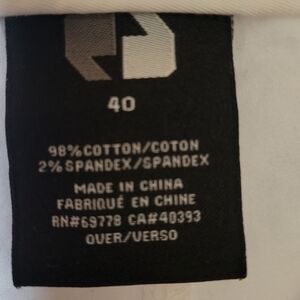 40
98% COTTON/COTON
2% SPANDEX/SPANDEX
MADE IN CHINA
FABRIQUÉ EN CHINE
RN#69778 CA#40393
OVER/VERSO